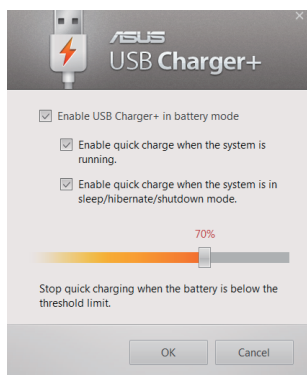 ASUS
USB Charger+
Enable USB Charger+ in battery mode
Enable quick charge when the system is
running.
Enable quick charge when the system is in
sleep/hibernate/shutdown mode.
70%
Stop quick charging when the battery is below the
threshold limit.
OK
Cancel